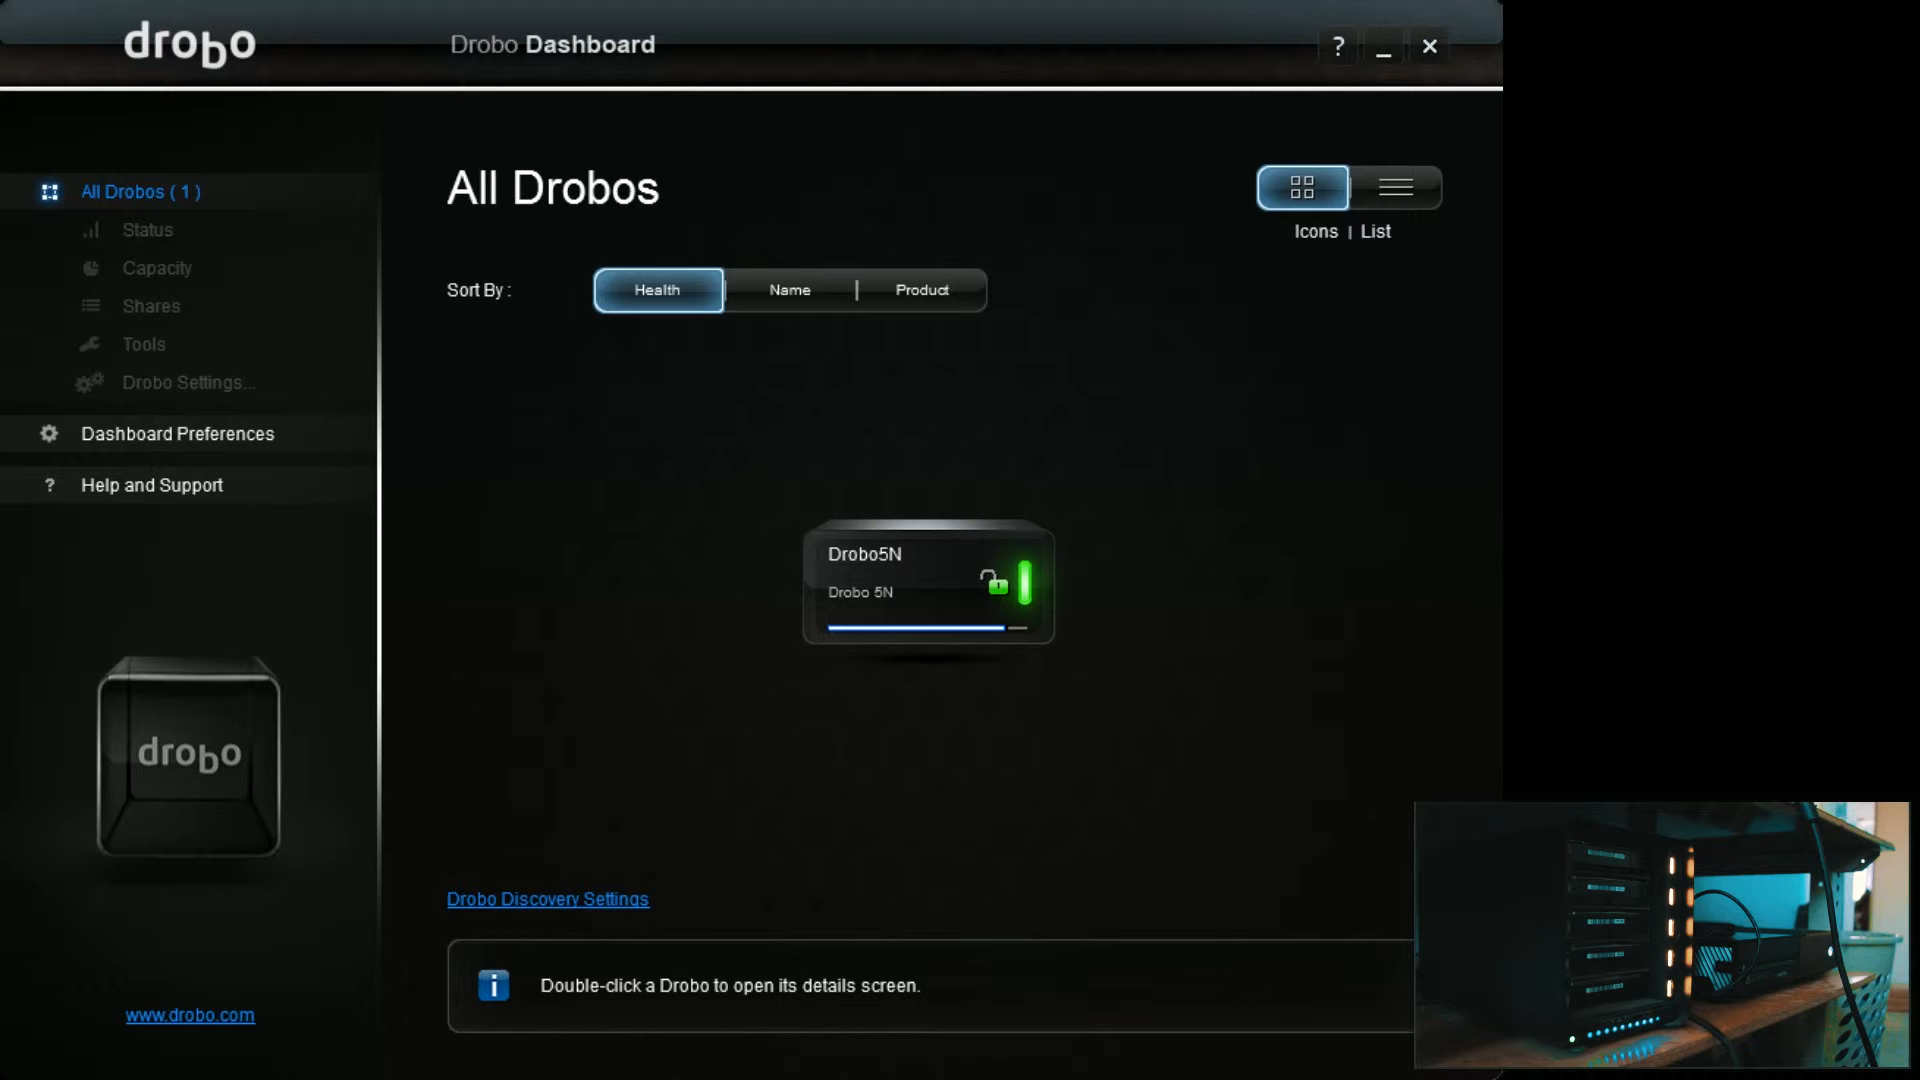 drobo
Drobo Dashboard
?
All Drobos ( 1 )
Status
Capacity
Shares
Tools
Drobo Settings...
Dashboard Preferences
? Help and Support
drobo
www.drobo.com
All Drobos
Icons | List
Sort By :
Health
Name
Product
Drobo5N
Drobo 5N
Drobo Discovery Settings
i
Double-click a Drobo to open its details screen.